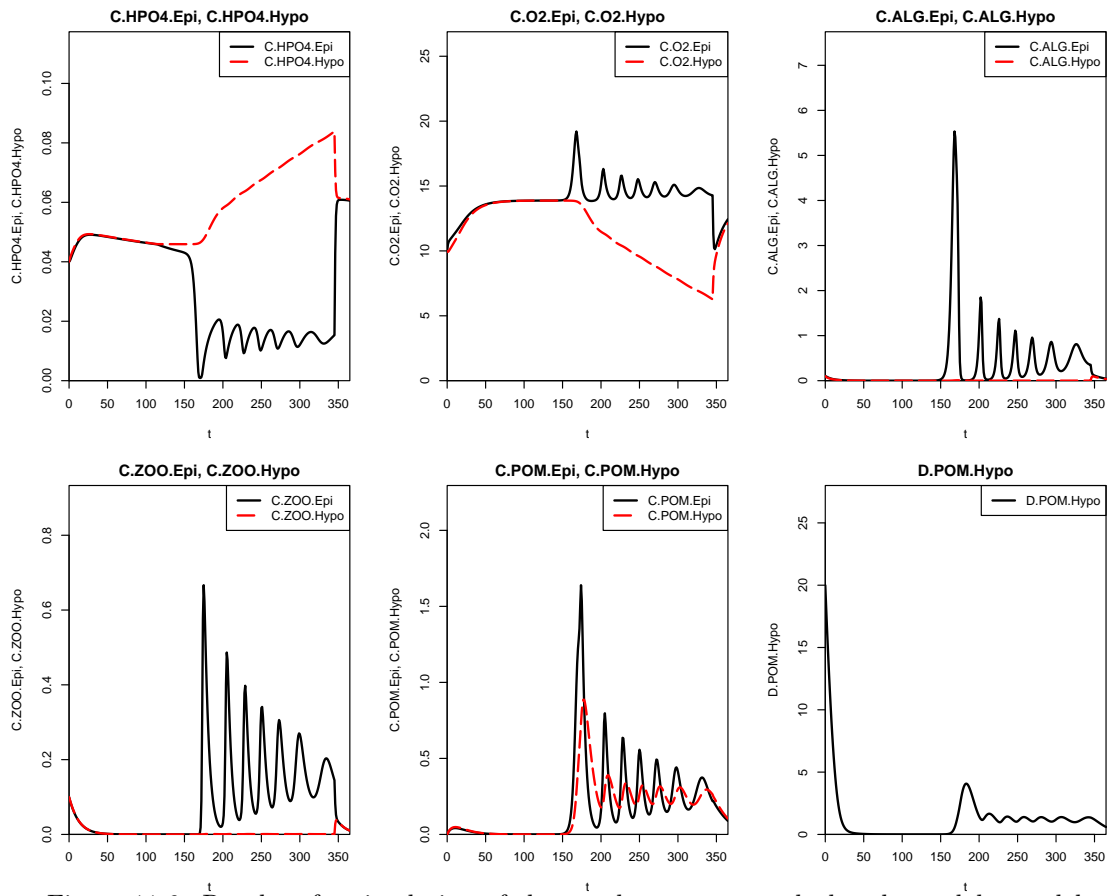 C.HPO4.Epi, C.HPO4.Hypo
C.HPO4.Epi
C.HPO4.Hypo
C.HPO4.Epi, C.HPO4.Hypo
0.10
0.08
0.06
0.04
0.02
0.00
0 50 100 150 200 250 300 350
t
C.O2.Epi, C.O2.Hypo
C.O2.Epi
C.O2.Hypo
C.O2.Epi, C.O2.Hypo
25
20
15
10
5
0
0 50 100 150 200 250 300 350
t
C.ALG.Epi, C.ALG.Hypo
C.ALG.Epi
C.ALG.Hypo
C.ALG.Epi, C.ALG.Hypo
7
6
5
4
3
2
1
0
0 50 100 150 200 250 300 350
t
C.ZOO.Epi, C.ZOO.Hypo
C.ZOO.Epi
C.ZOO.Hypo
C.ZOO.Epi, C.ZOO.Hypo
0.8
0.6
0.4
0.2
0.0
0 50 100 150 200 250 300 350
t
C.POM.Epi, C.POM.Hypo
C.POM.Epi
C.POM.Hypo
C.POM.Epi, C.POM.Hypo
2.0
1.5
1.0
0.5
0.0
0 50 100 150 200 250 300 350
t
D.POM.Hypo
D.POM.Hypo
D.POM.Hypo
25
20
15
10
5
0
0 50 100 150 200 250 300 350
t
Figure Results of a simulation of the